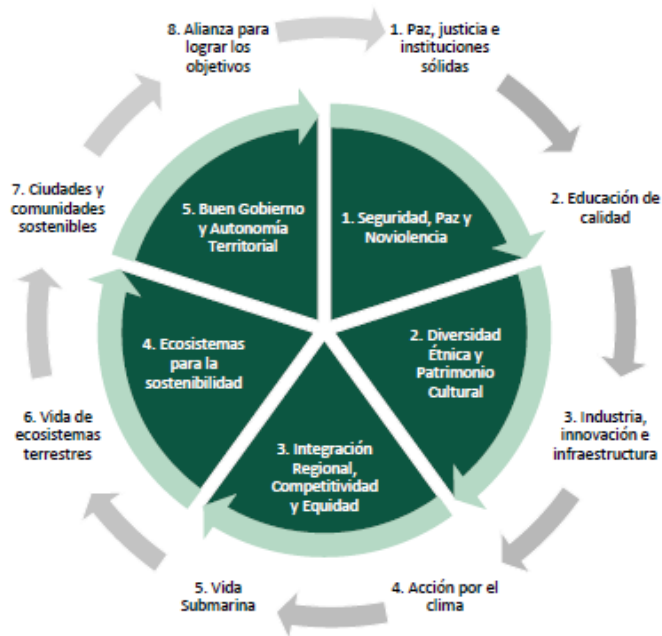 8. Alianza para
lograr los
objetivos
1. Paz, justicia e
instituciones
sólidas
2. Educación de
calidad
3. Industria,
innovación e
infraestructura
4. Acción por el
clima
5. Vida
Submarina
6. Vida de
ecosistemas
terrestres
7. Ciudades y
comunidades
sostenibles
1. Seguridad, Paz y
Noviolencia
2. Diversidad
Étnica y
Patrimonio
Cultural
3. Integración
Regional,
Competitividad
y Equidad
4. Ecosistemas
para la
sostenibilidad
5. Buen Gobierno
y Autonomía
Territorial